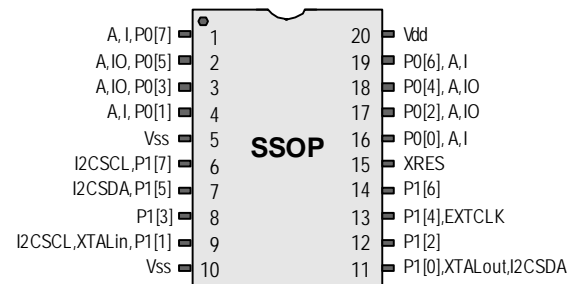 A, I, P0[7] 1 20 Vdd
A, IO, P0[5] 2 19 P0[6], A, I
A, IO, P0[3] 3 18 P0[4], A, IO
A, I, P0[1] 4 17 P0[2], A, IO
Vss 5 16 P0[0], A, I
SSOP
I2CSCL, P1[7] 6 15 XRES
I2CSDA, P1[5] 7 14 P1[6]
P1[3] 8 13 P1[4], EXTCLK
I2CSCL, XTALin, P1[1] 9 12 P1[2]
Vss 10 11 P1[0], XTALout, I2CSDA